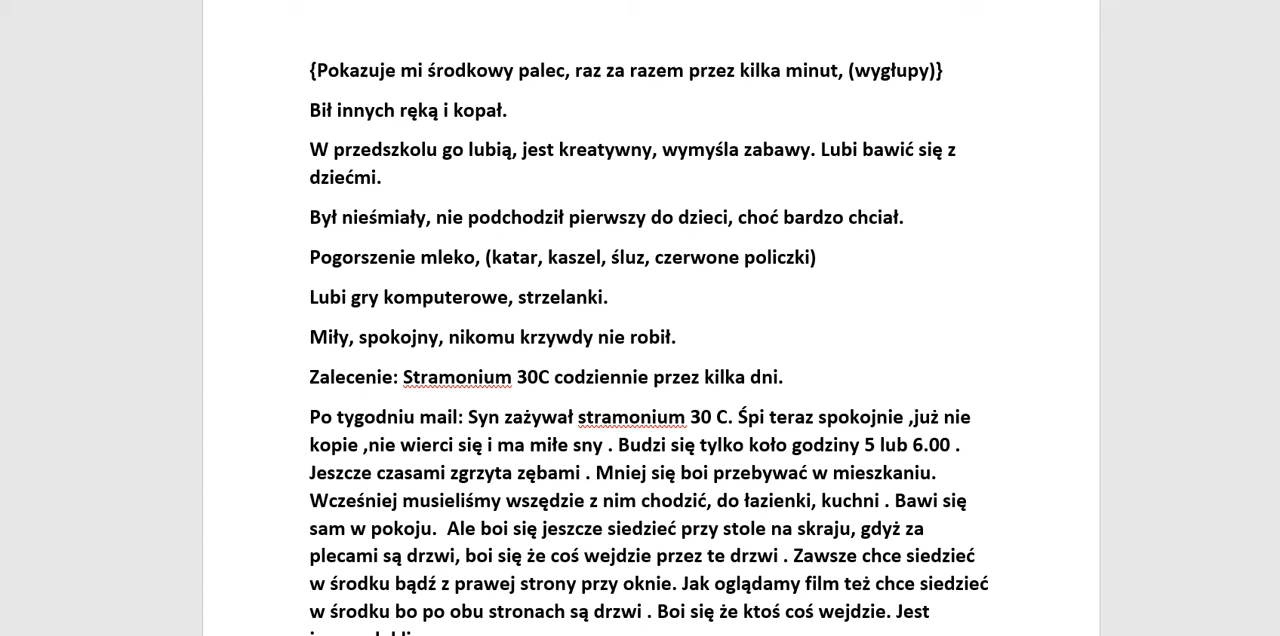 {Pokazuje mi środkowy palec, raz za razem przez kilka minut, (wygłupy)}
Bił innych ręką i kopał.
W przedszkolu go lubią, jest kreatywny, wymyśla zabawy. Lubi bawić się z
dziećmi.
Był nieśmiały, nie podchodził pierwszy do dzieci, choć bardzo chciał.
Pogorszenie mleko, (katar, kaszel, śluz, czerwone policzki)
Lubi gry komputerowe, strzelanki.
Miły, spokojny, nikomu krzywdy nie robił.
Zalecenie: Stramonium 30C codziennie przez kilka dni.
Po tygodniu mail: Syn zażywał stramonium 30 C. Śpi teraz spokojnie ,już nie
kopie ,nie wierci się i ma miłe sny . Budzi się tylko koło godziny 5 lub 6.00 .
Jeszcze czasami zgrzyta zębami . Mniej się boi przebywać w mieszkaniu.
Wcześniej musieliśmy wszędzie z nim chodzić, do łazienki, kuchni . Bawi się
sam w pokoju.  Ale boi się jeszcze siedzieć przy stole na skraju, gdyż za
plecami są drzwi, boi się że coś wejdzie przez te drzwi . Zawsze chce siedzieć
w środku bądź z prawej strony przy oknie. Jak oglądamy film też chce siedzieć
w środku bo po obu stronach są drzwi . Boi się że ktoś coś wejdzie. Jest